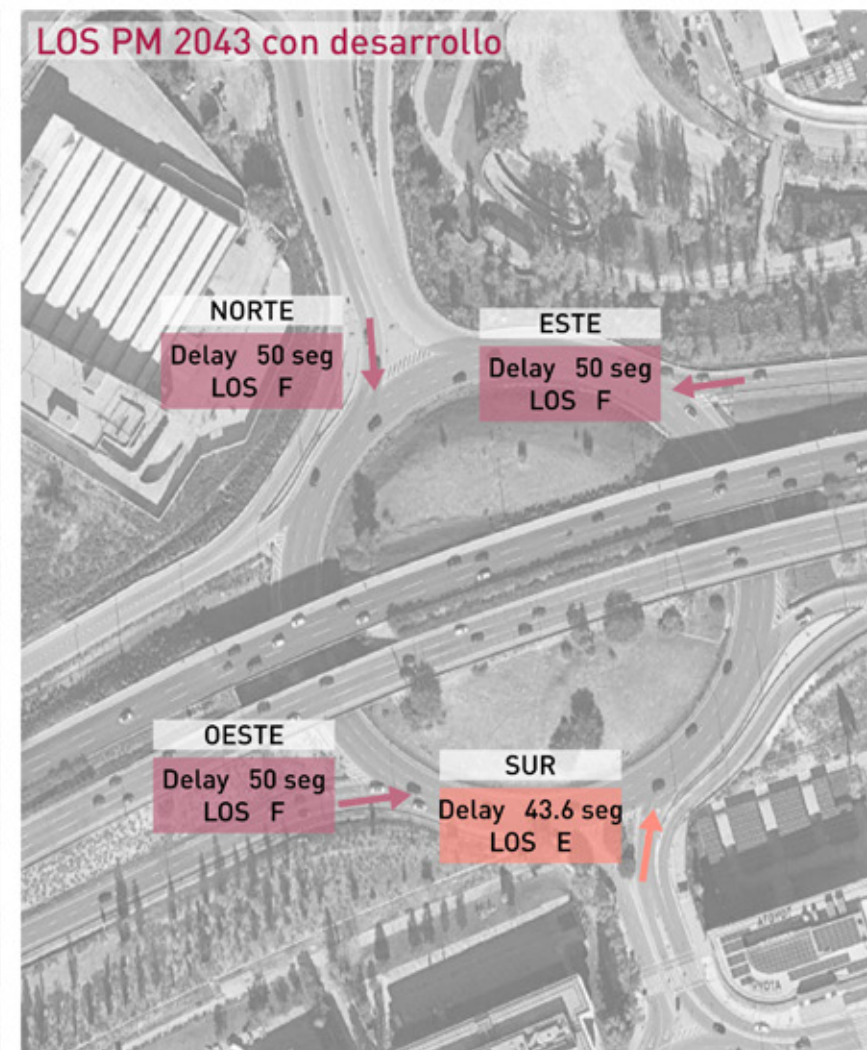 LOS PM 2043 con desarrollo
NORTE
Delay 50 seg
LOS F
ESTE
Delay 50 seg
LOS F
OESTE
Delay 50 seg
LOS F
SUR
Delay 43.6 seg
LOS E